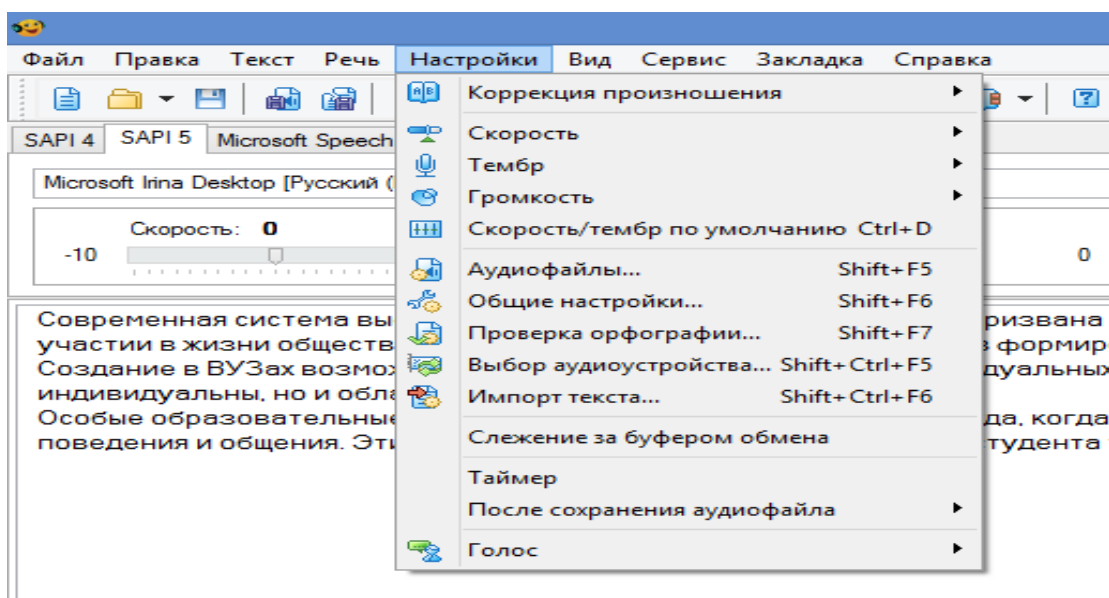 Файл Правка Текст Речь Настройки Вид Сервис Закладка Справка
SAPI 4 SAPI 5 Microsoft Speech
Microsoft Irina Desktop [Русский (
Скорость: 0
-10
0
Коррекция произношения
Скорость
Тембр
Громкость
Скорость/тембр по умолчанию Ctrl+D
Аудиофайлы... Shift+F5
Общие настройки... Shift+F6
Проверка орфографии... Shift+F7
Выбор аудиоустройства... Shift+Ctrl+F5
Импорт текста... Shift+Ctrl+F6
Слежение за буфером обмена
Таймер
После сохранения аудиофайла
Голос
Современная система вы ризвана
участии в жизни обществ формир
Создание в ВУЗах возмож дуальных
индивидуальны, но и обла
Особые образовательные да, когда
поведения и общения. Эти тудента